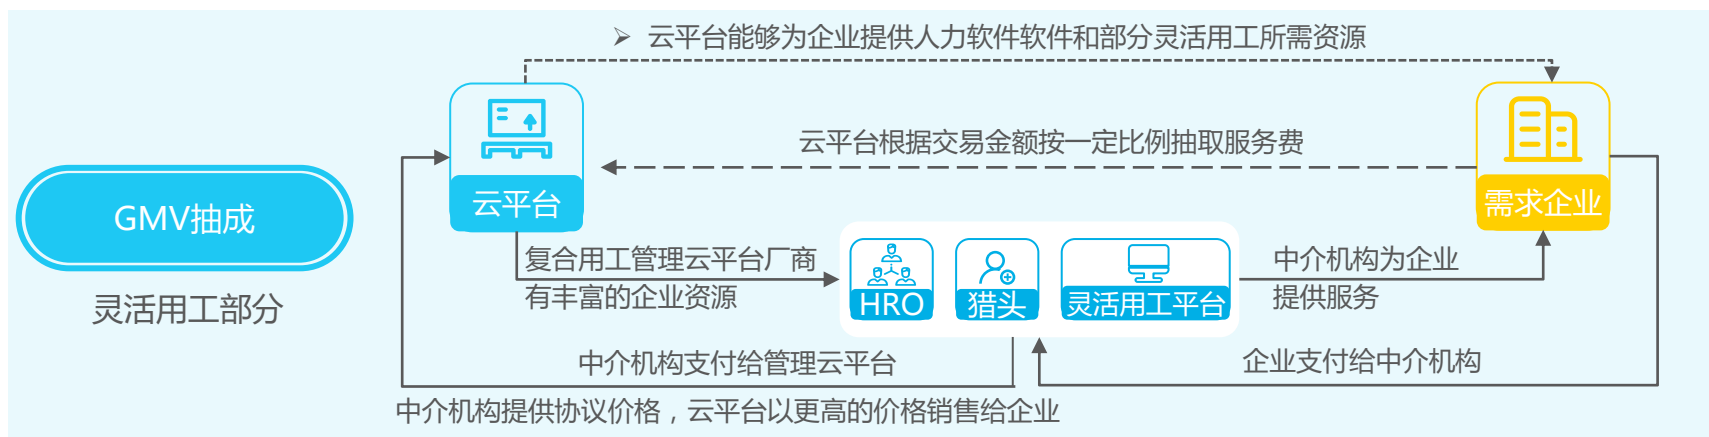 ➢ 云平台能够为企业提供人力软件软件和部分灵活用工所需资源
云平台根据交易金额按一定比例抽取服务费
云平台
需求企业
GMV抽成
灵活用工部分
复合用工管理云平台厂商
有丰富的企业资源
HRO
猎头
灵活用工平台
中介机构为企业
提供服务
中介机构支付给管理云平台
企业支付给中介机构
中介机构提供协议价格，云平台以更高的价格销售给企业